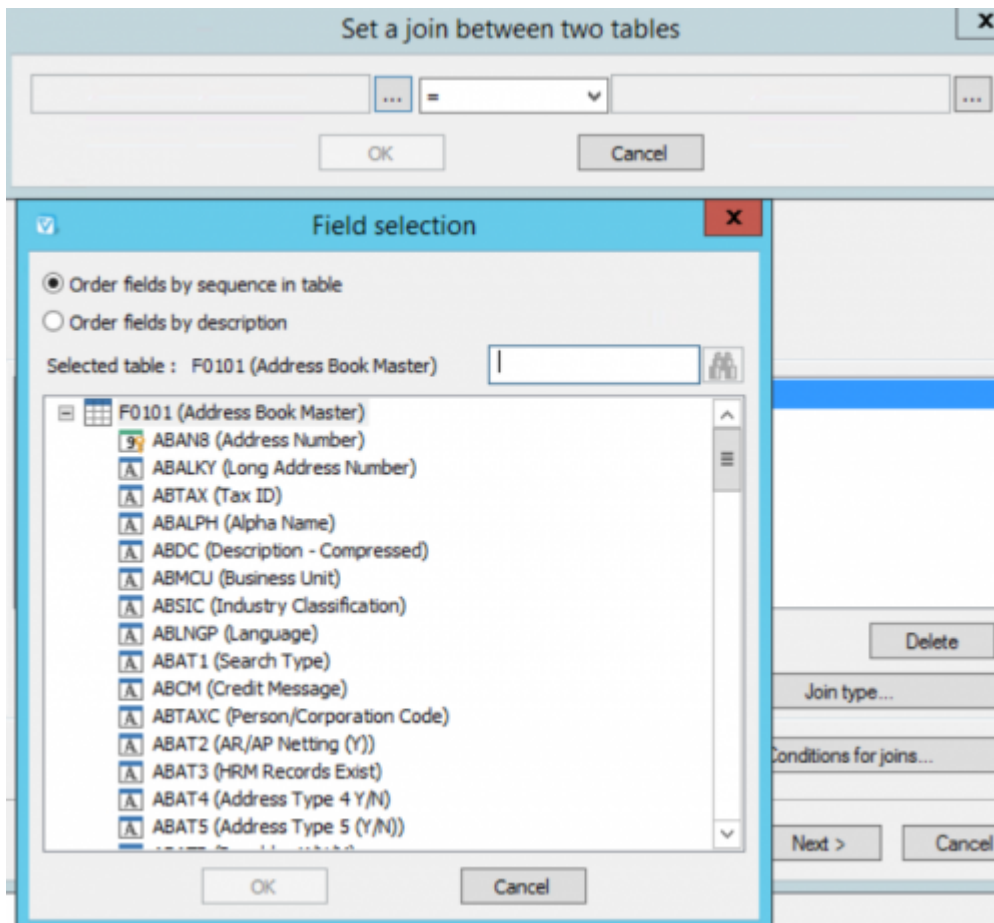 Set a join between two tables
x
... = ...
OK Cancel
Field selection
x
Order fields by sequence in table
Order fields by description
Selected table : F0101 (Address Book Master)
F0101 (Address Book Master)
ABAN8 (Address Number)
ABALKY (Long Address Number)
ABTAX (Tax ID)
ABALPH (Alpha Name)
ABDC (Description - Compressed)
ABMCU (Business Unit)
ABSIC (Industry Classification)
ABLNGP (Language)
ABAT1 (Search Type)
ABCM (Credit Message)
ABTAXC (Person/Corporation Code)
ABAT2 (AR/AP Netting (Y))
ABAT3 (HRM Records Exist)
ABAT4 (Address Type 4 Y/N)
ABAT5 (Address Type 5 (Y/N))
OK Cancel
Delete
Join type...
Conditions for joins...
Next > Cancel